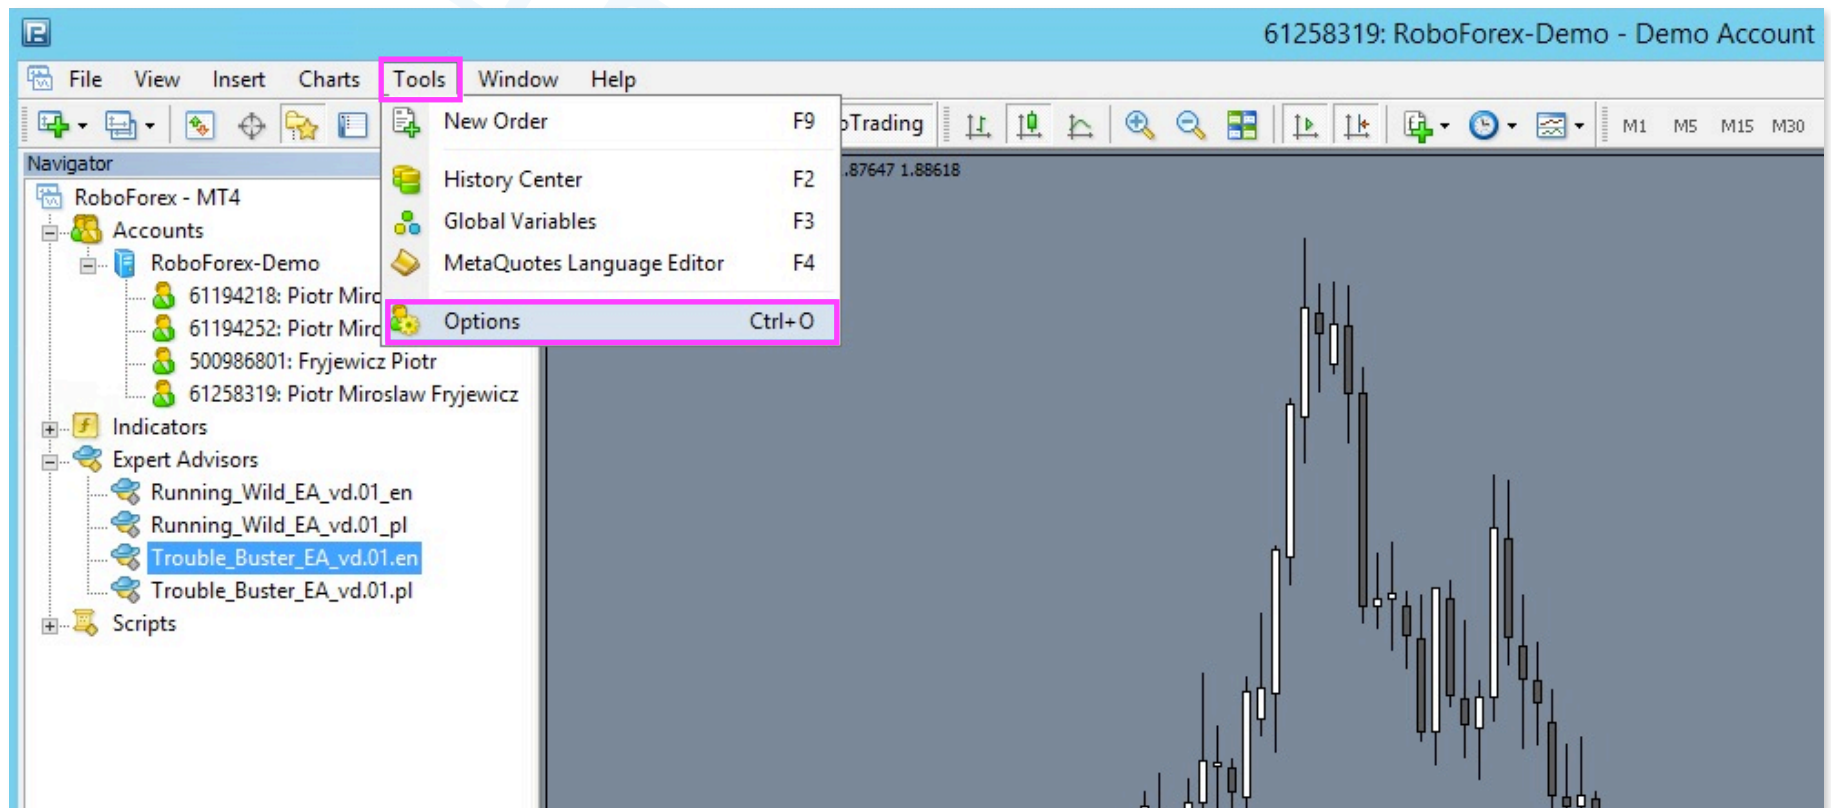 61258319: RoboForex-Demo - Demo Account
File View Insert Charts Tools Window Help
New Order F9
Trading
M1 M5 M15 M30
Navigator
.87647 1.88618
RoboForex - MT4
History Center F2
Accounts
Global Variables F3
RoboForex-Demo
MetaQuotes Language Editor F4
61194218: Piotr Miro
Options Ctrl+O
61194252: Piotr Miro
500986801: Fryjewicz Piotr
61258319: Piotr Miroslaw Fryjewicz
Indicators
Expert Advisors
Running_Wild_EA_vd.01_en
Running_Wild_EA_vd.01_pl
Trouble_Buster_EA_vd.01.en
Trouble_Buster_EA_vd.01.pl
Scripts